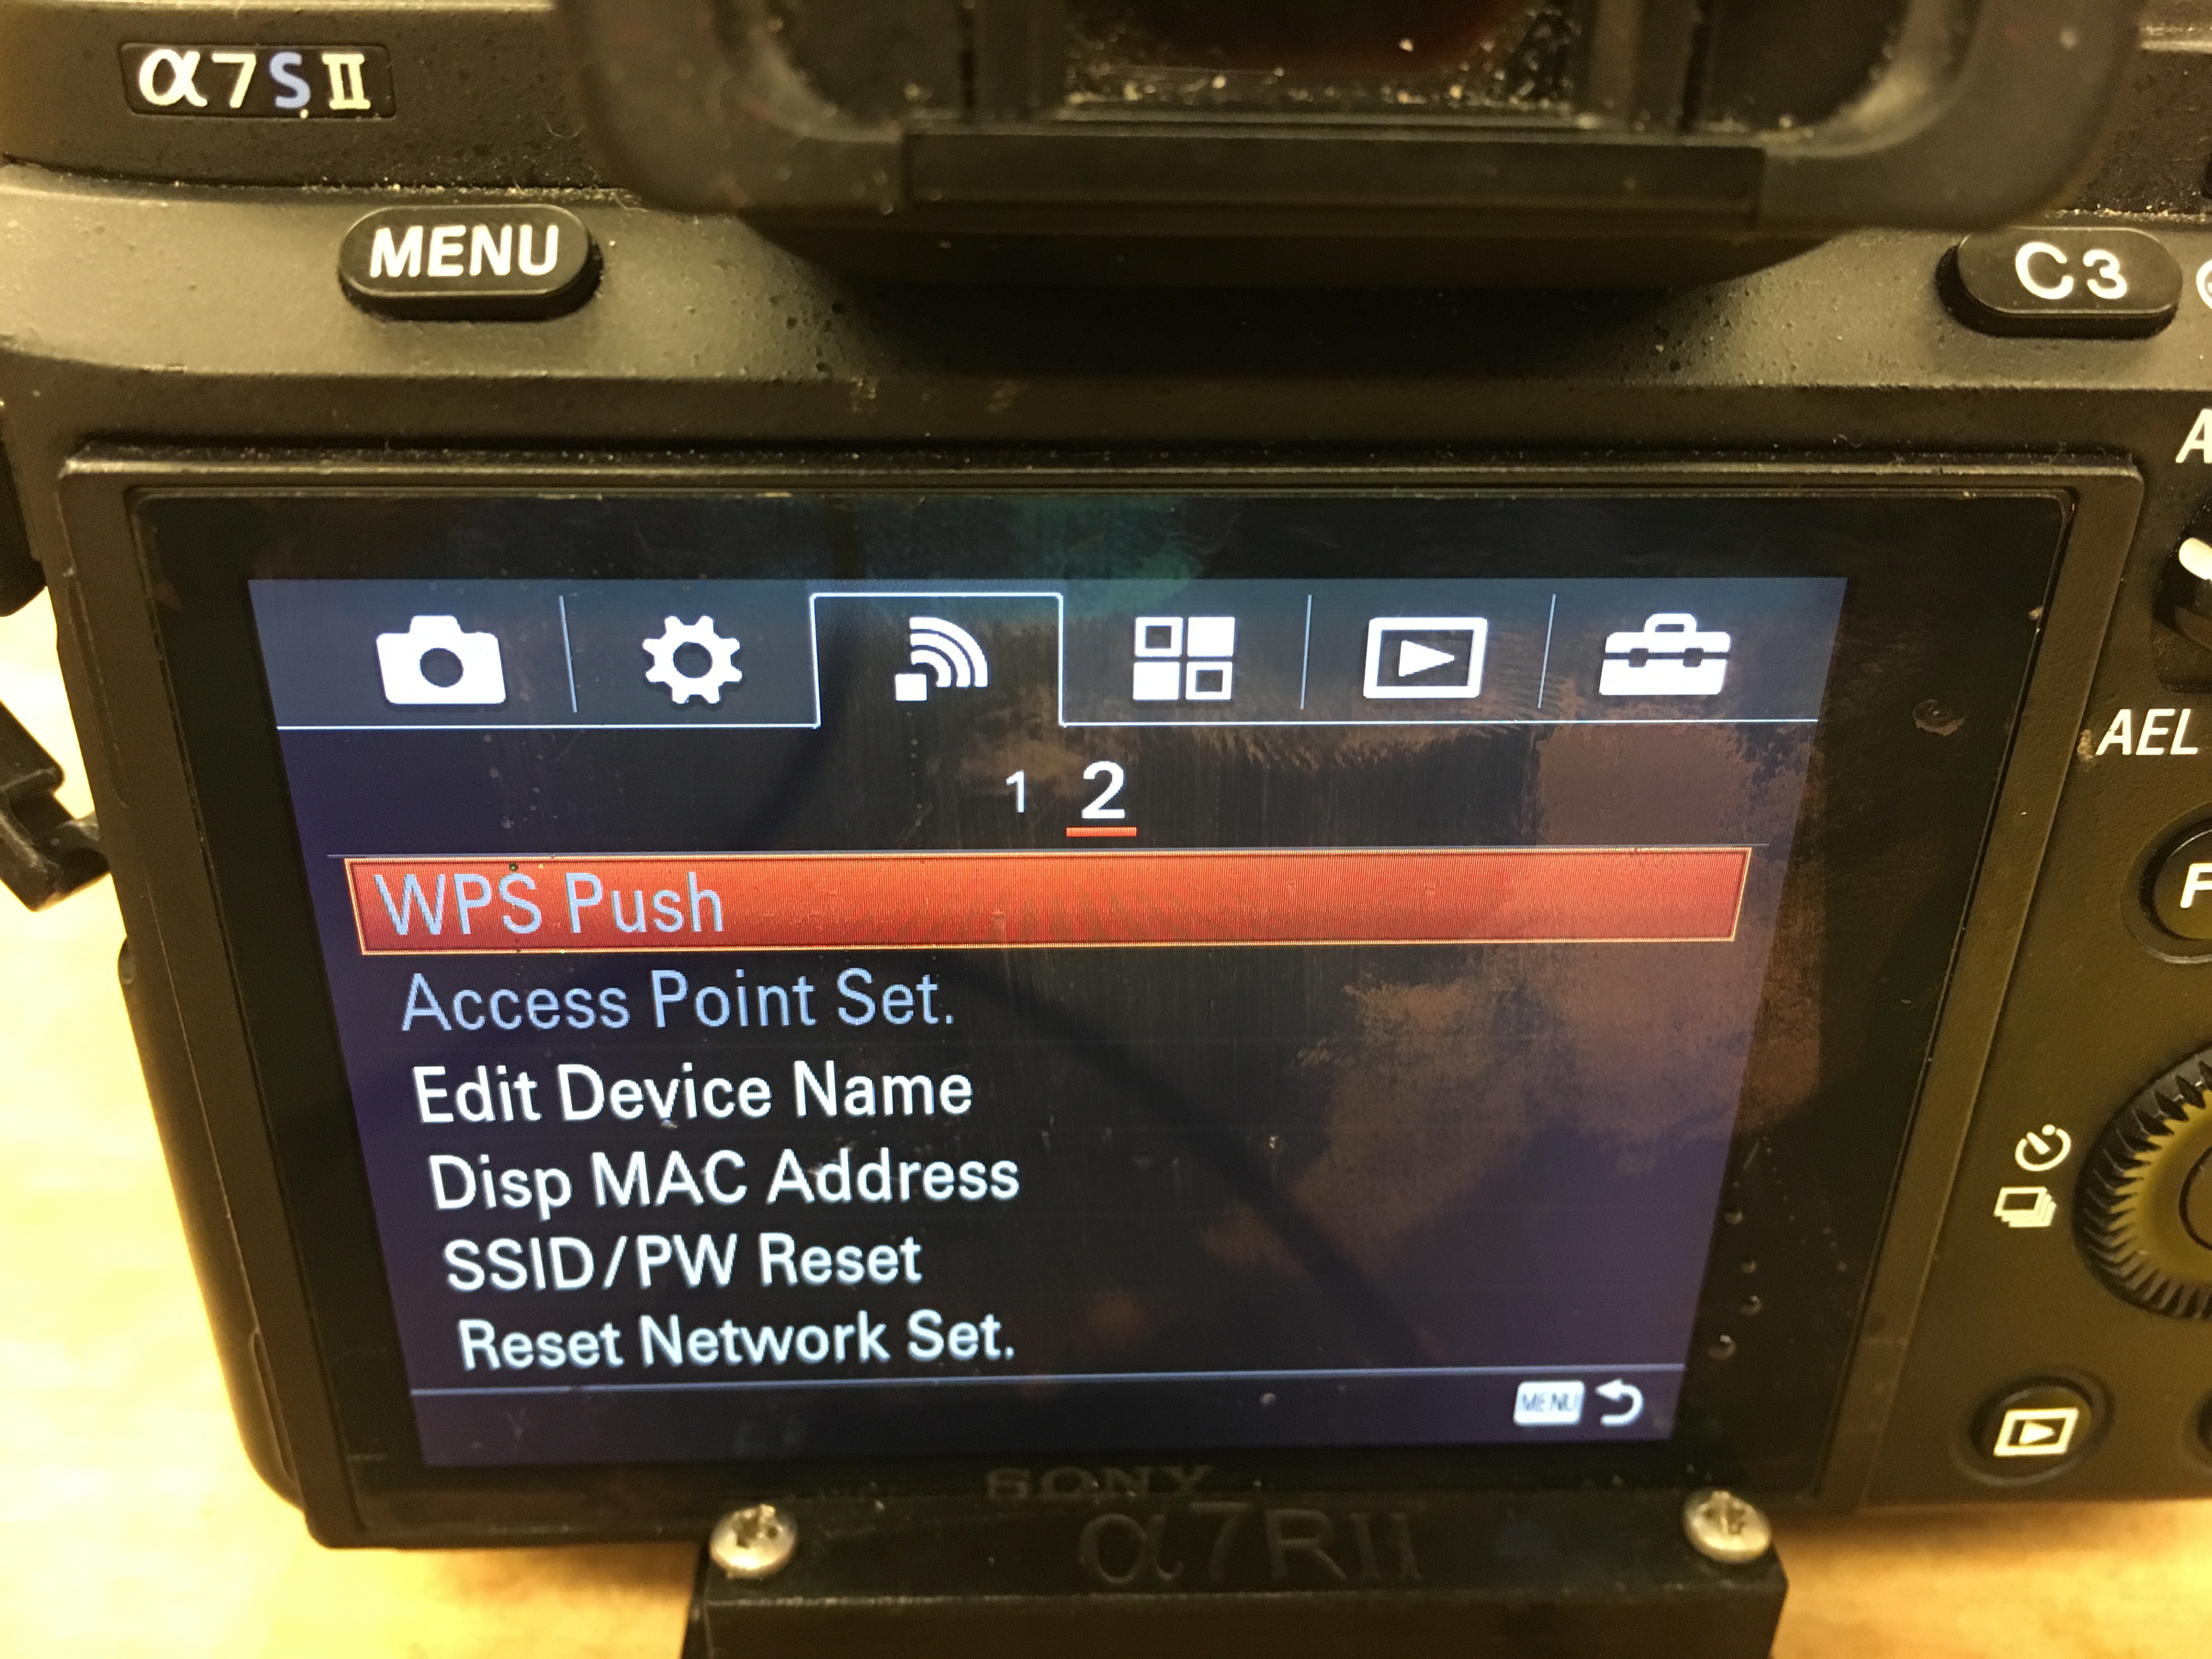 α7SII
MENU
C3
AEL
1 2
WPS Push
Access Point Set.
Edit Device Name
Disp MAC Address
SSID/PW Reset
Reset Network Set.
MENU
SONY
α7RII